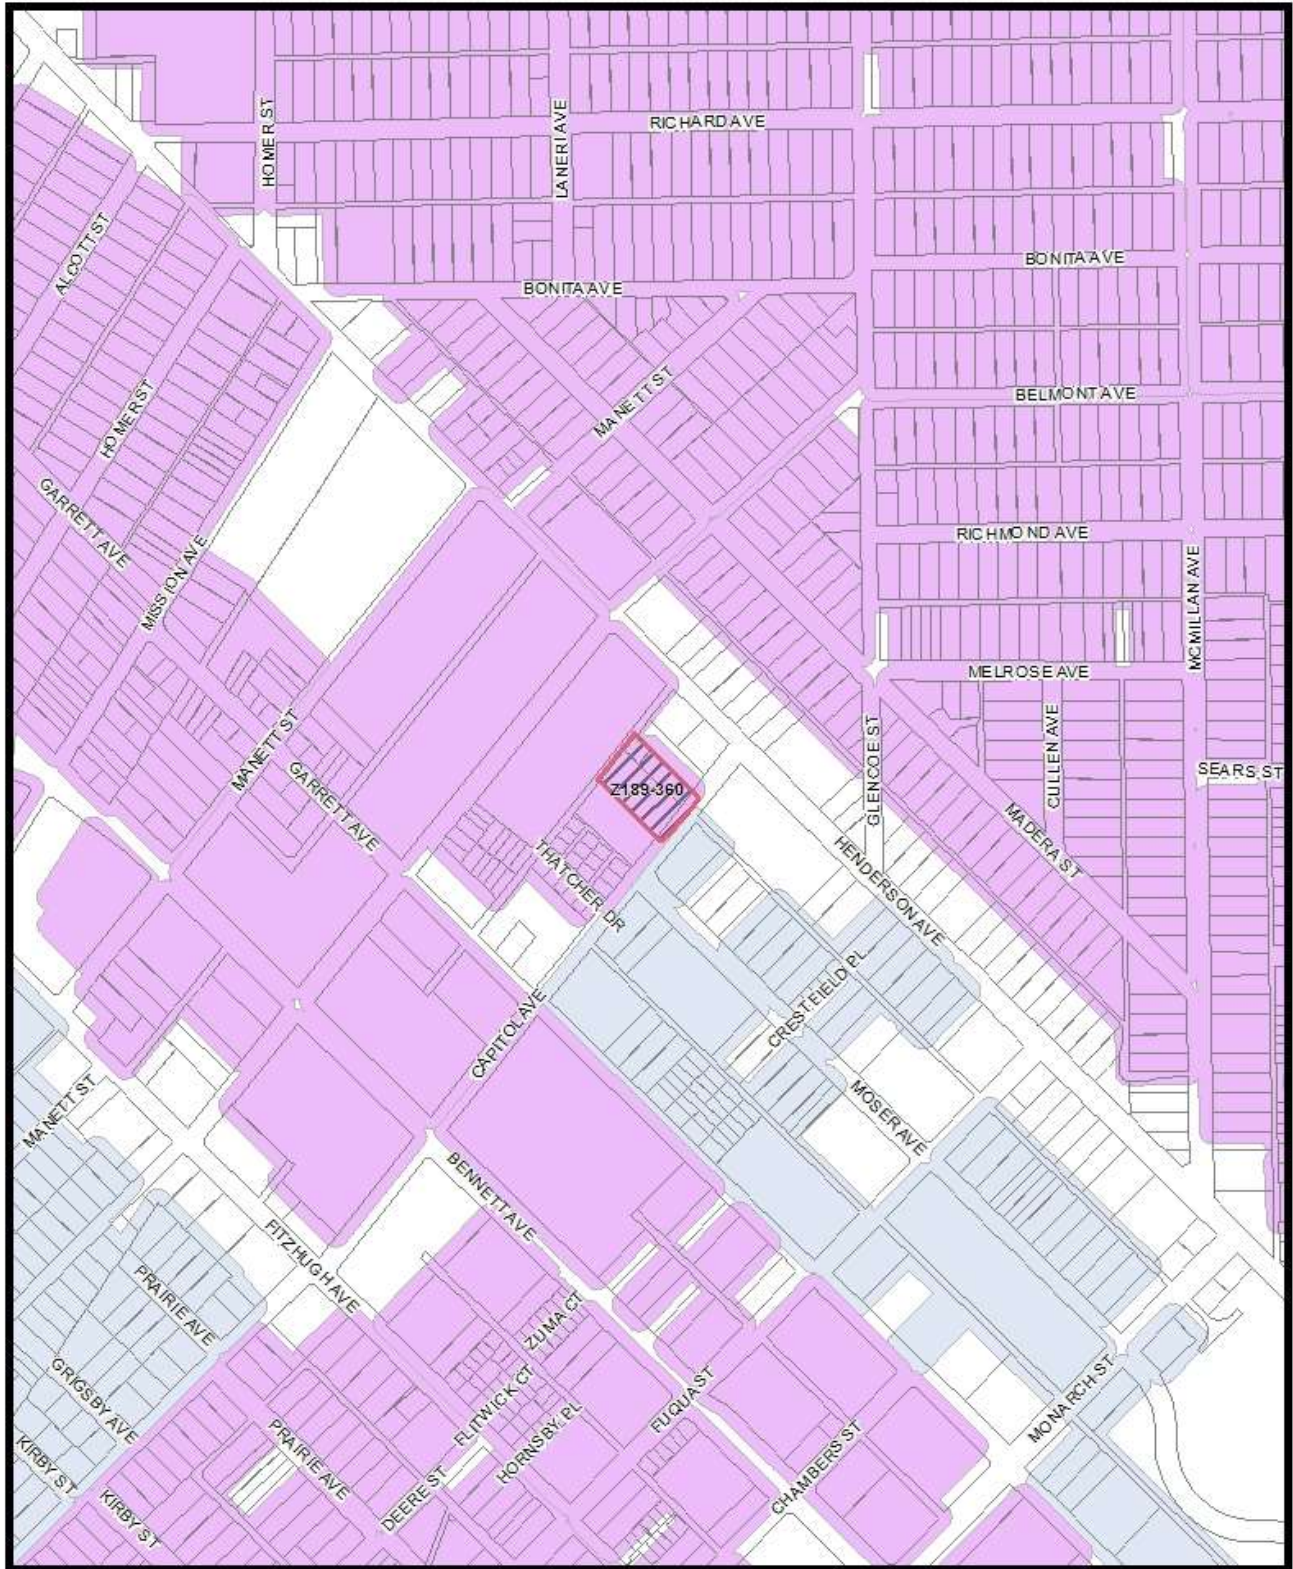 RICHARD AVE
HOMER ST
LANERI AVE
ALCOTT ST
BONITA AVE
BONITA AVE
MANETT ST
BELMONT AVE
HOMER ST
GARRETT AVE
RICHMOND AVE
MISSION AVE
MCMILLAN AVE
MELROSE AVE
MANETT ST
GLENCOE ST
CULLEN AVE
SEARS ST
GARRETT AVE
Z189-360
MADERA ST
THATCHER DR
HENDERSON AVE
CRESTFIELD PL
CAPITOL AVE
MANETT ST
MOSER AVE
BENNETT AVE
FITZHUGH AVE
PRAIRIE AVE
ZUMA CT
GRIGSBY AVE
FLITWICK CT
FUQUA ST
MONARCH ST
HORNSBY PL
PRAIRIE AVE
KIRBY ST
DEERE ST
CHAMBERS ST
KIRBY ST